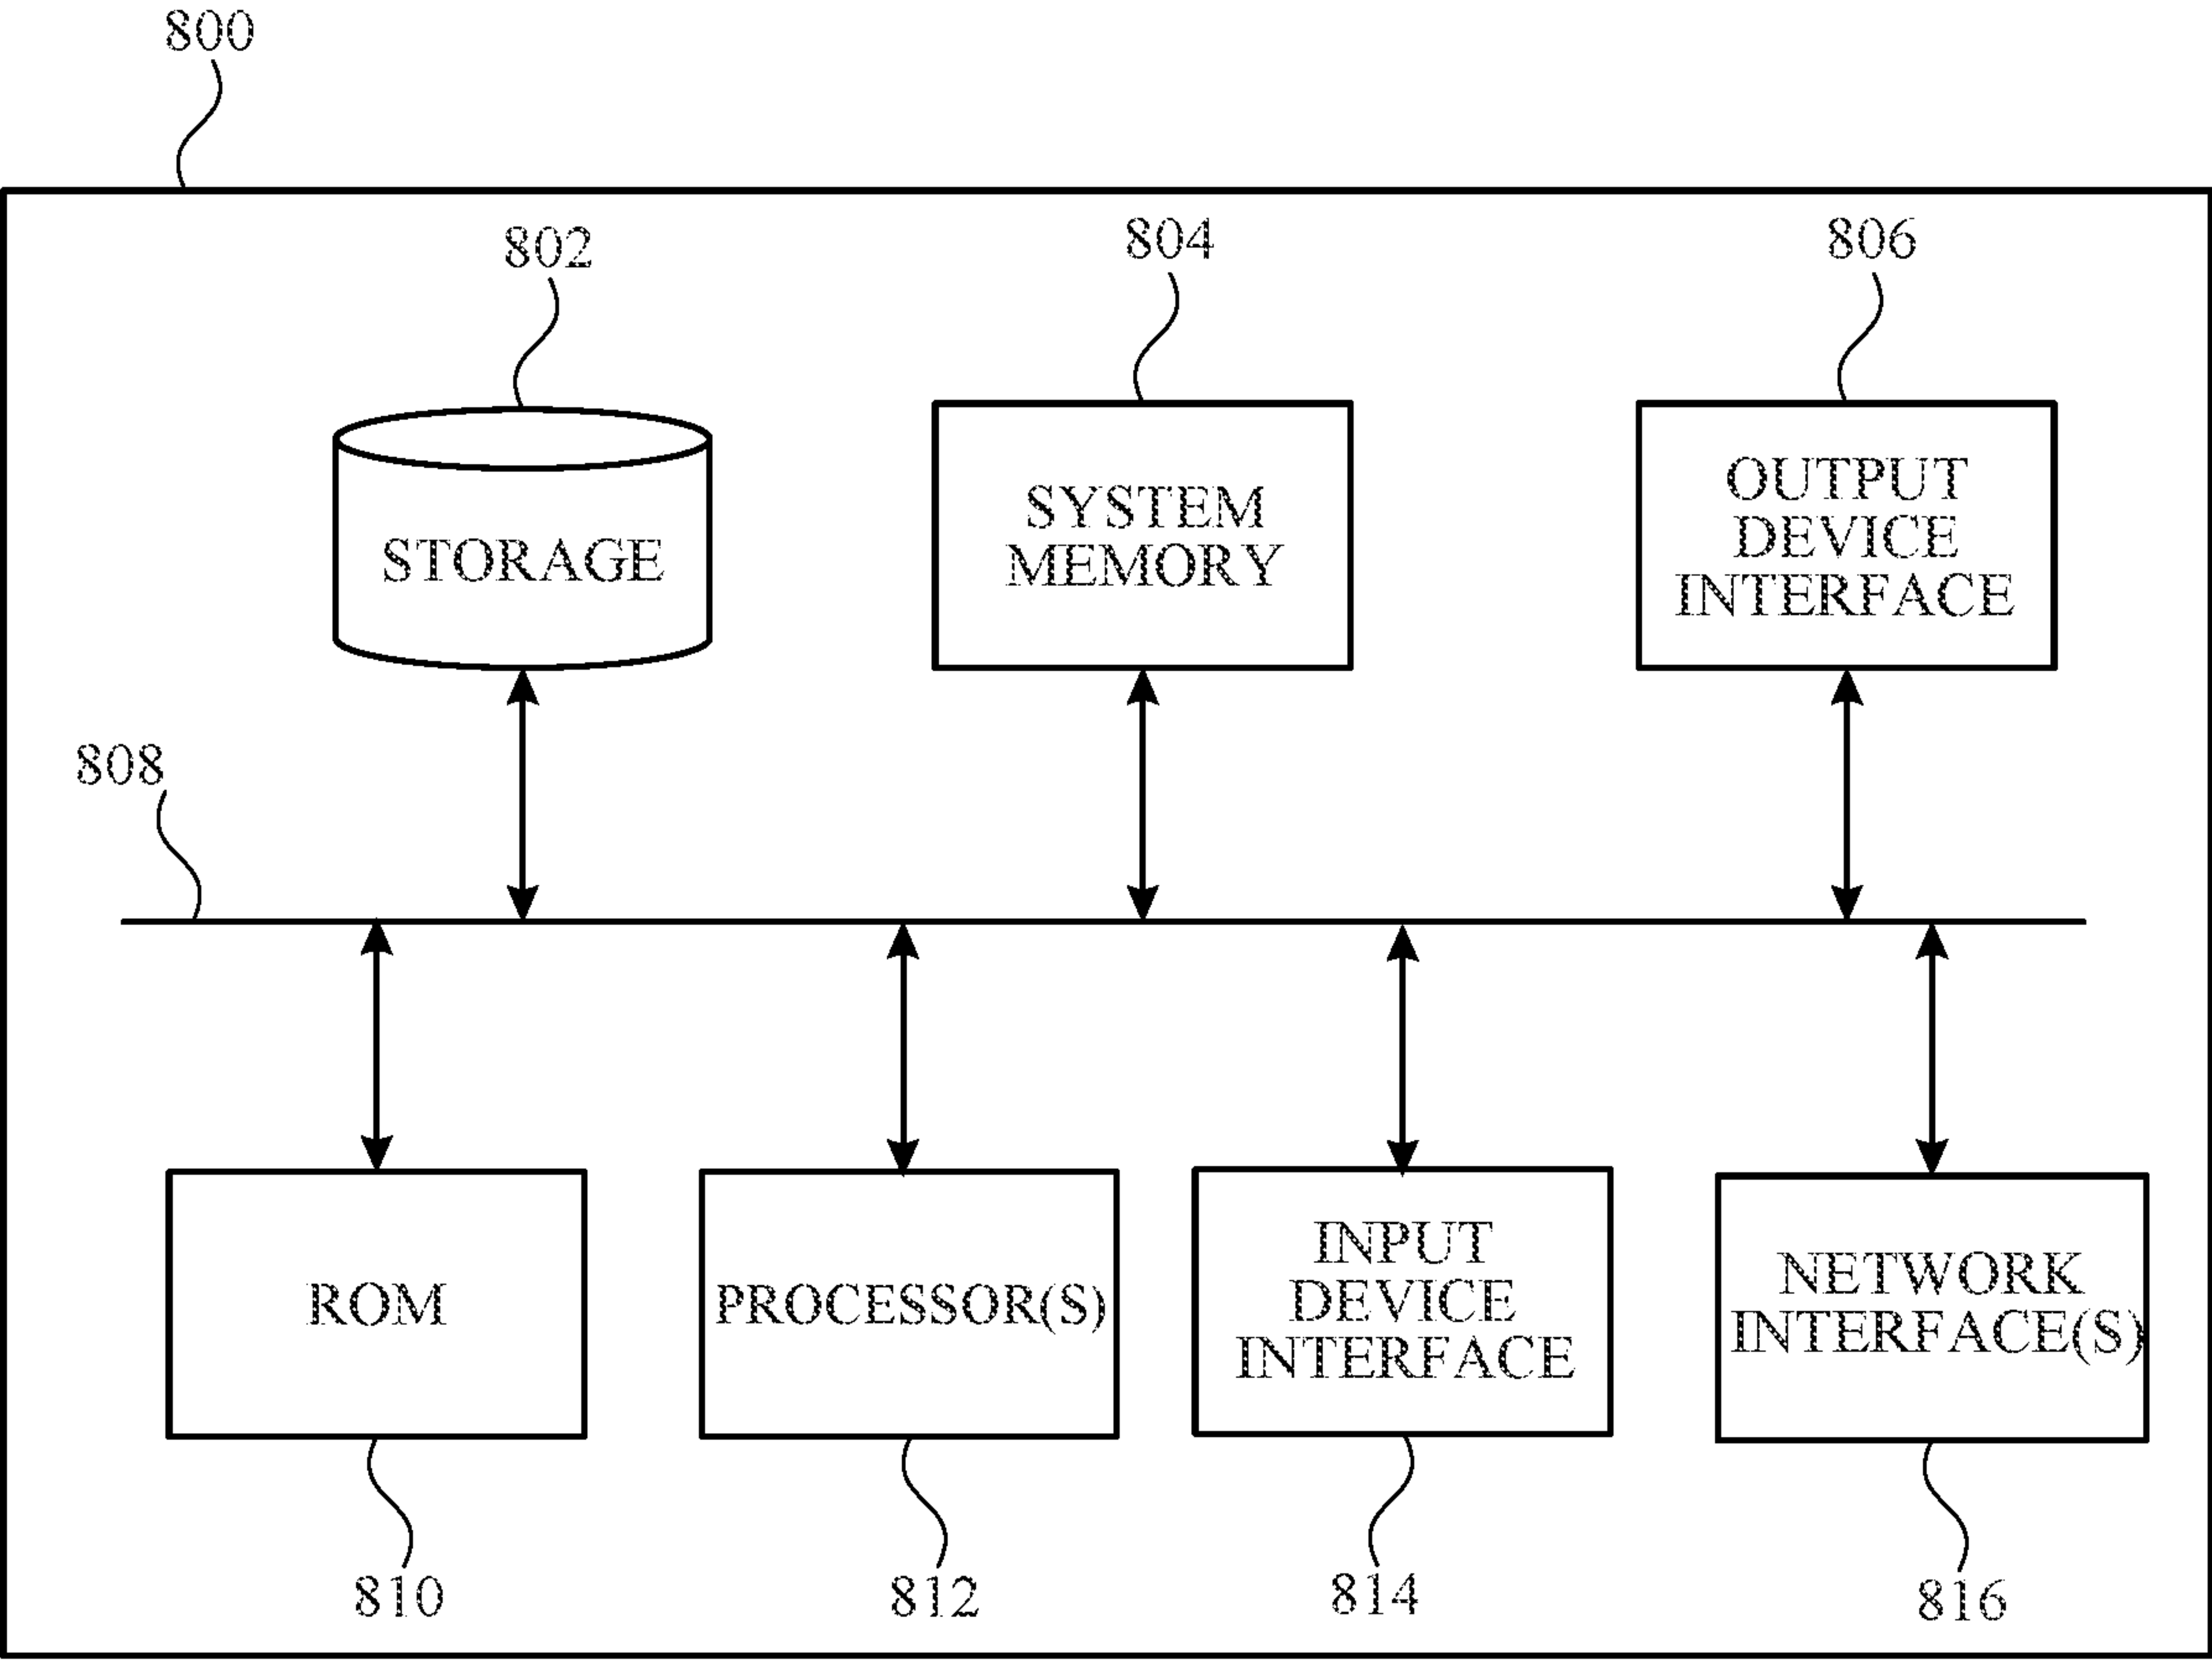 800
802
804
806
STORAGE
SYSTEM
MEMORY
OUTPUT
DEVICE
INTERFACE
808
ROM
PROCESSOR(S)
INPUT
DEVICE
INTERFACE
NETWORK
INTERFACE(S)
810
812
814
816